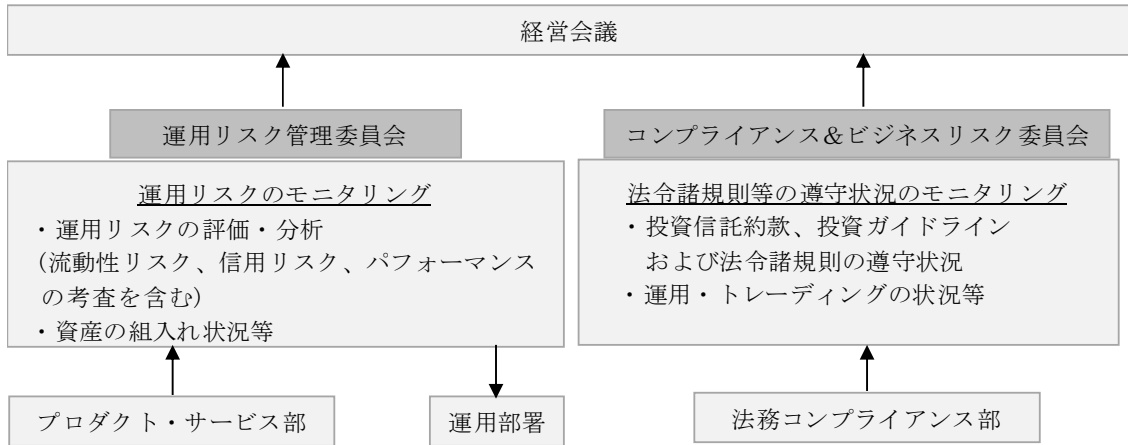 経営会議
運用リスク管理委員会
運用リスクのモニタリング
・運用リスクの評価・分析
(流動性リスク、信用リスク、パフォーマンス
の考査を含む)
・資産の組入れ状況等
コンプライアンス&ビジネスリスク委員会
法令諸規則等の遵守状況のモニタリング
・投資信託約款、投資ガイドライン
および法令諸規則の遵守状況
・運用・トレーディングの状況等
プロダクト・サービス部
運用部署
法務コンプライアンス部